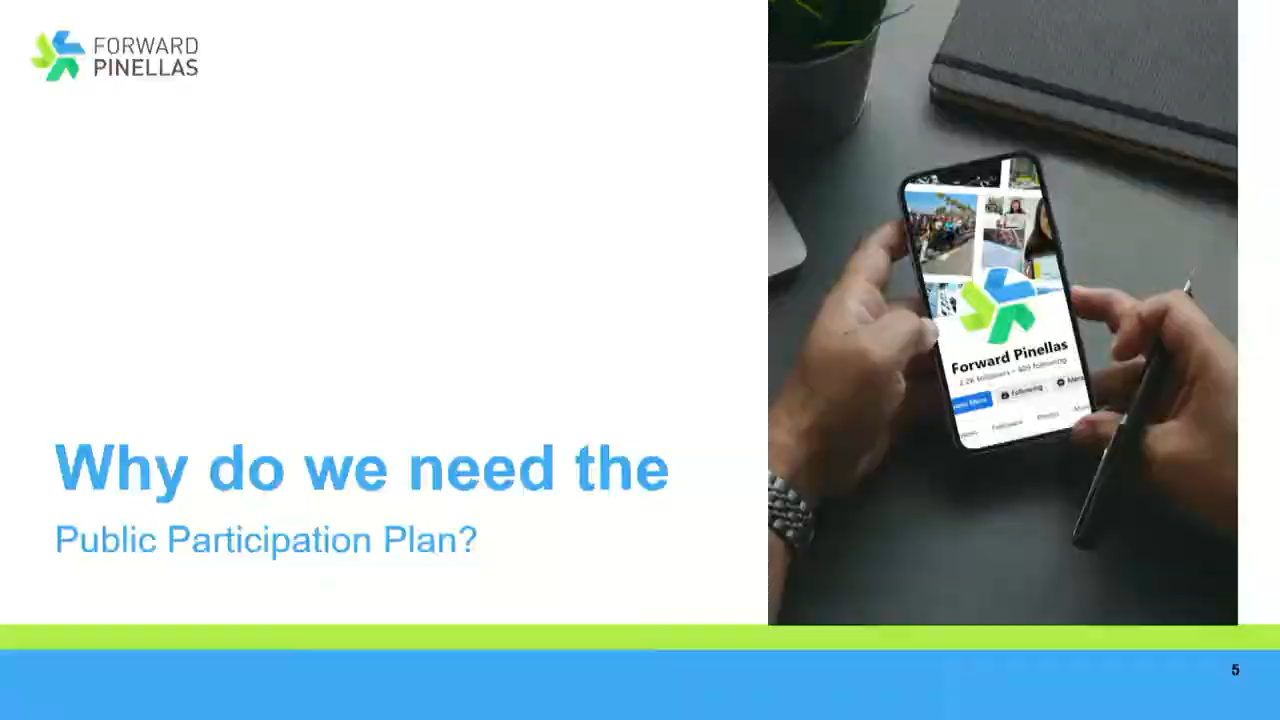 FORWARD
PINELLAS
Forward Pinellas
Following
Why do we need the
Public Participation Plan?
5